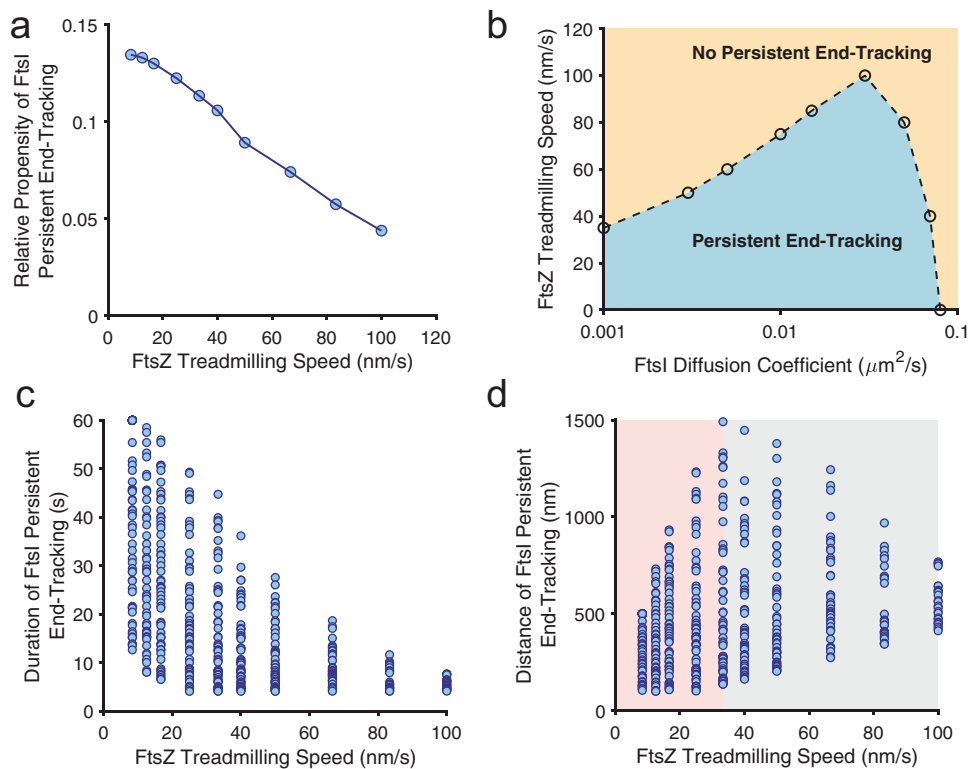 a
0.15
0.1
0.05
0
0 20 40 60 80 100 120
Relative Propensity of FtsI
Persistent End-Tracking
FtsZ Treadmilling Speed (nm/s)
b
120
100
80
60
40
20
0
0.001 0.01 0.1
FtsZ Treadmilling Speed (nm/s)
No Persistent End-Tracking
Persistent End-Tracking
FtsI Diffusion Coefficient (μm²/s)
c
60
50
40
30
20
10
0
0 20 40 60 80 100
Duration of FtsI Persistent
End-Tracking (s)
FtsZ Treadmilling Speed (nm/s)
d
1500
1000
500
0
0 20 40 60 80 100
Distance of FtsI Persistent
End-Tracking (nm)
FtsZ Treadmilling Speed (nm/s)